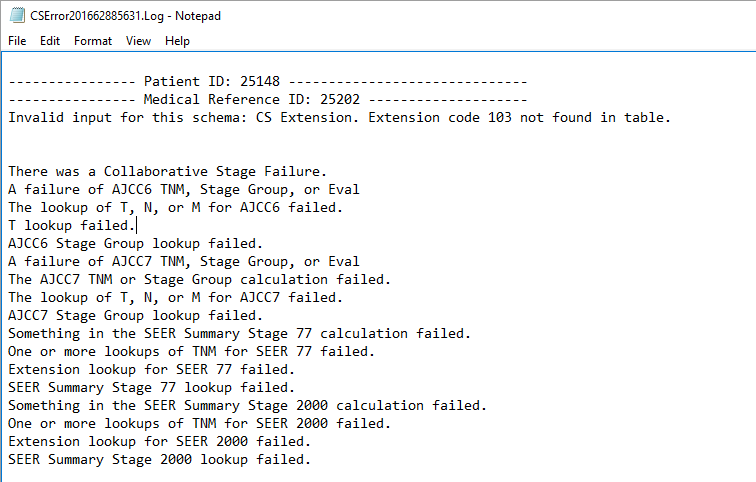 CSError201662885631.Log - Notepad
File Edit Format View Help
---------------- Patient ID: 25148 ------------------------------
---------------- Medical Reference ID: 25202 --------------------
Invalid input for this schema: CS Extension. Extension code 103 not found in table.
There was a Collaborative Stage Failure.
A failure of AJCC6 TNM, Stage Group, or Eval
The lookup of T, N, or M for AJCC6 failed.
T lookup failed.
AJCC6 Stage Group lookup failed.
A failure of AJCC7 TNM, Stage Group, or Eval
The AJCC7 TNM or Stage Group calculation failed.
The lookup of T, N, or M for AJCC7 failed.
AJCC7 Stage Group lookup failed.
Something in the SEER Summary Stage 77 calculation failed.
One or more lookups of TNM for SEER 77 failed.
Extension lookup for SEER 77 failed.
SEER Summary Stage 77 lookup failed.
Something in the SEER Summary Stage 2000 calculation failed.
One or more lookups of TNM for SEER 2000 failed.
Extension lookup for SEER 2000 failed.
SEER Summary Stage 2000 lookup failed.